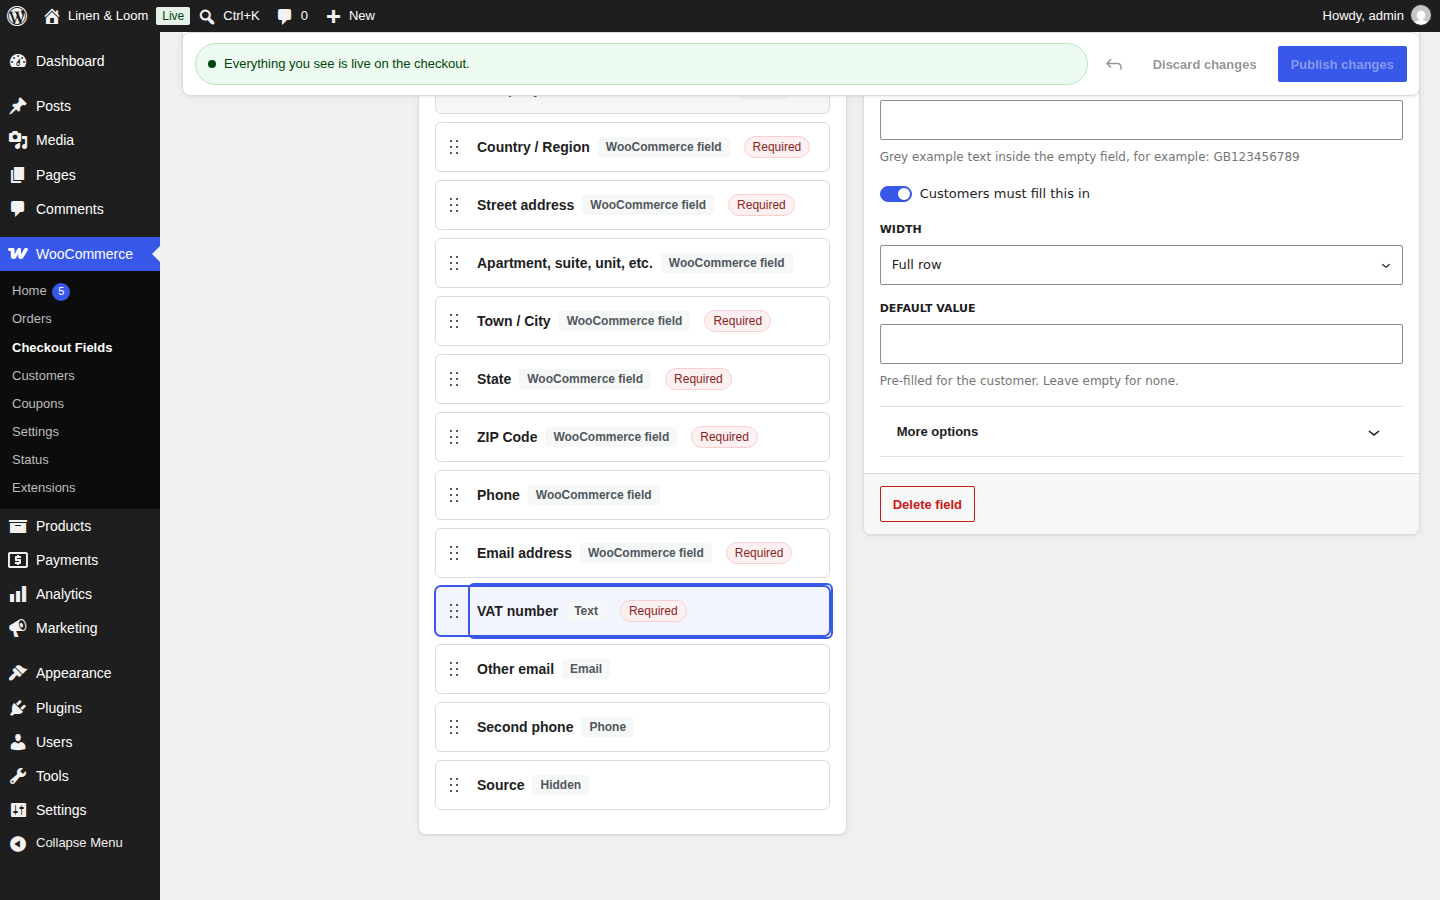 Linen & Loom
Live
Ctrl+K
0
New
Howdy, admin
Dashboard
Posts
Media
Pages
Comments
WooCommerce
Home 5
Orders
Checkout Fields
Customers
Coupons
Settings
Status
Extensions
Products
Payments
Analytics
Marketing
Appearance
Plugins
Users
Tools
Settings
Collapse Menu
Everything you see is live on the checkout.
Discard changes
Publish changes
Country / Region WooCommerce field Required
Street address WooCommerce field Required
Apartment, suite, unit, etc. WooCommerce field
Town / City WooCommerce field Required
State WooCommerce field Required
ZIP Code WooCommerce field Required
Phone WooCommerce field
Email address WooCommerce field Required
VAT number Text Required
Other email Email
Second phone Phone
Source Hidden
Grey example text inside the empty field, for example: GB123456789
Customers must fill this in
WIDTH
Full row
DEFAULT VALUE
Pre-filled for the customer. Leave empty for none.
More options
Delete field